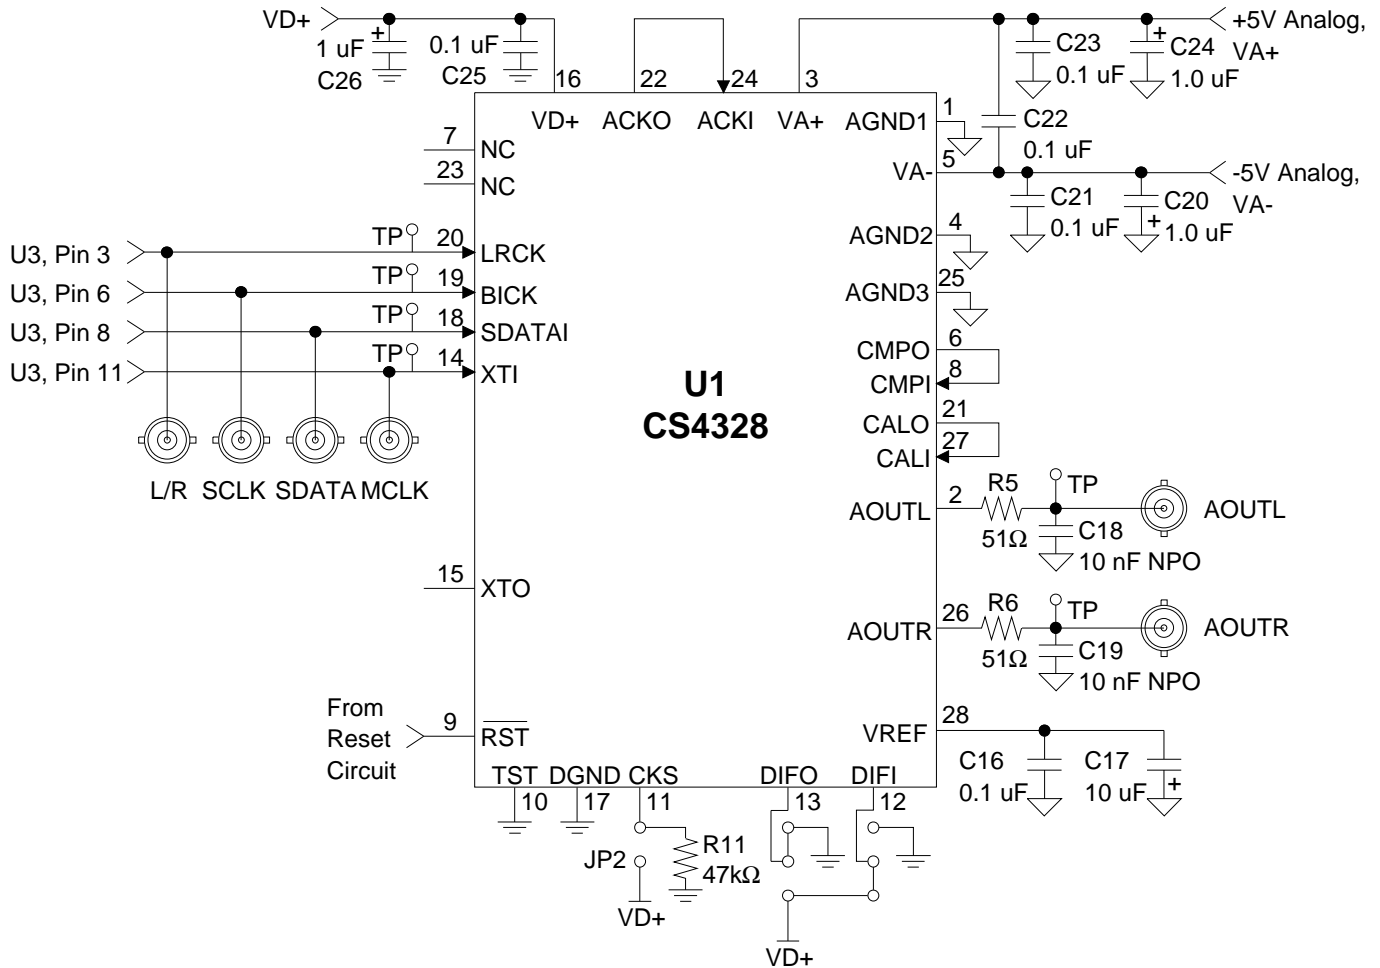 VD+
1 uF
+
C26
0.1 uF
C25
16
22
24
3
+5V Analog,
VA+
C23
0.1 uF
+
C24
1.0 uF
VD+
ACKO
ACKI
VA+
AGND1
1
C22
0.1 uF
7
NC
23
NC
VA-
5
-5V Analog,
VA-
C21
0.1 uF
C20
+
1.0 uF
AGND2
4
AGND3
25
U3, Pin 3
TP
20
LRCK
U3, Pin 6
TP
19
BICK
U3, Pin 8
TP
18
SDATAI
U3, Pin 11
TP
14
XTI
CMPO
6
CMPI
8
U1
CS4328
CALO
21
CALI
27
L/R
SCLK
SDATA
MCLK
AOUTL
2
R5
51Ω
TP
C18
10 nF NPO
AOUTL
15
XTO
AOUTR
26
R6
51Ω
TP
C19
10 nF NPO
AOUTR
From
Reset
Circuit
9
RST
VREF
28
C16
0.1 uF
C17
10 uF
+
TST
DGND
CKS
DIFO
DIFI
10
17
11
13
12
JP2
R11
47kΩ
VD+
VD+